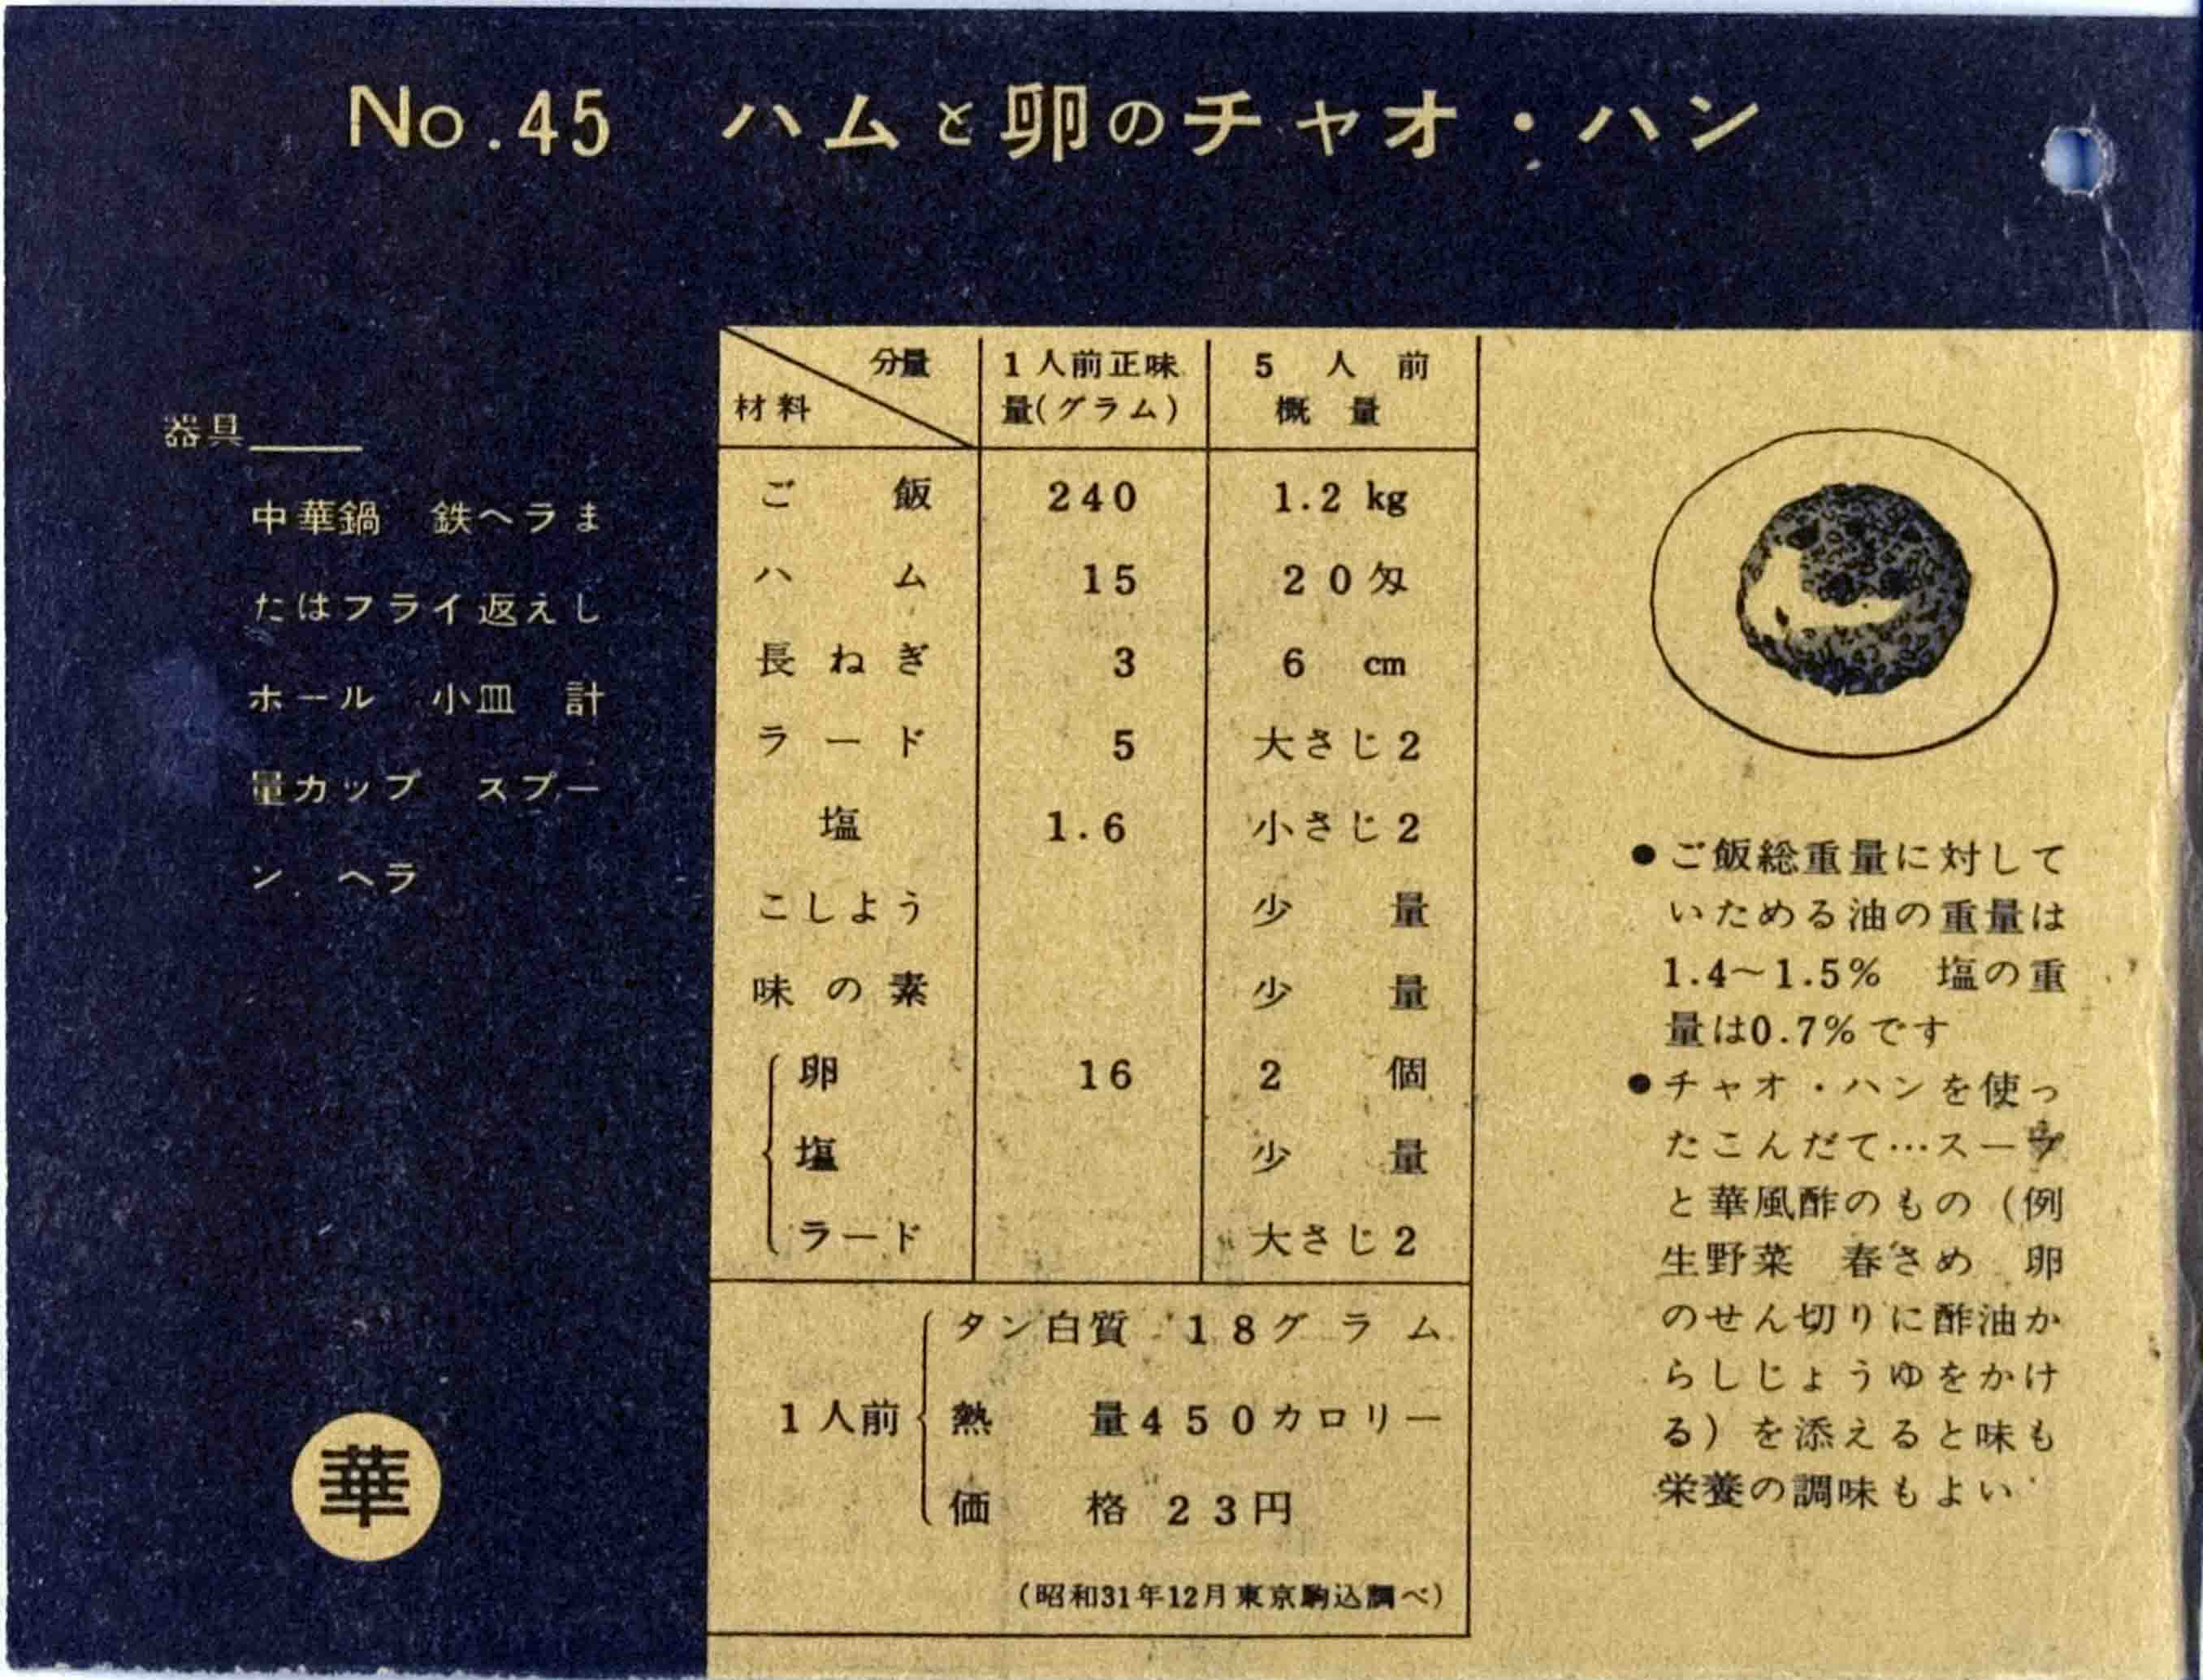 No.45 ハムと卵のチャオ・ハン
器具
中華鍋 鉄ヘラま
たはフライ返えし
ボール 小皿 計
量カップ スプー
ン ヘラ
華
分量 材料 1人前正味量(グラム) 5人前概量
ご飯 240 1.2 kg
ハム 15 20匁
長ねぎ 3 6 cm
ラード 5 大さじ2
塩 1.6 小さじ2
こしよう 少量
味の素 少量
卵 16 2個
塩 少量
ラード 大さじ2
1人前
タン白質 18グラム
熱量450カロリー
価格 23円
(昭和31年12月東京駒込調べ)
●ご飯総重量に対して
いためる油の重量は
1.4~1.5% 塩の重
量は0.7%です
●チャオ・ハンを使っ
たこんだて…スープ
と華風酢のもの(例
生野菜 春さめ 卵
のせん切りに酢油か
らしじょうゆをかけ
る)を添えると味も
栄養の調味もよい